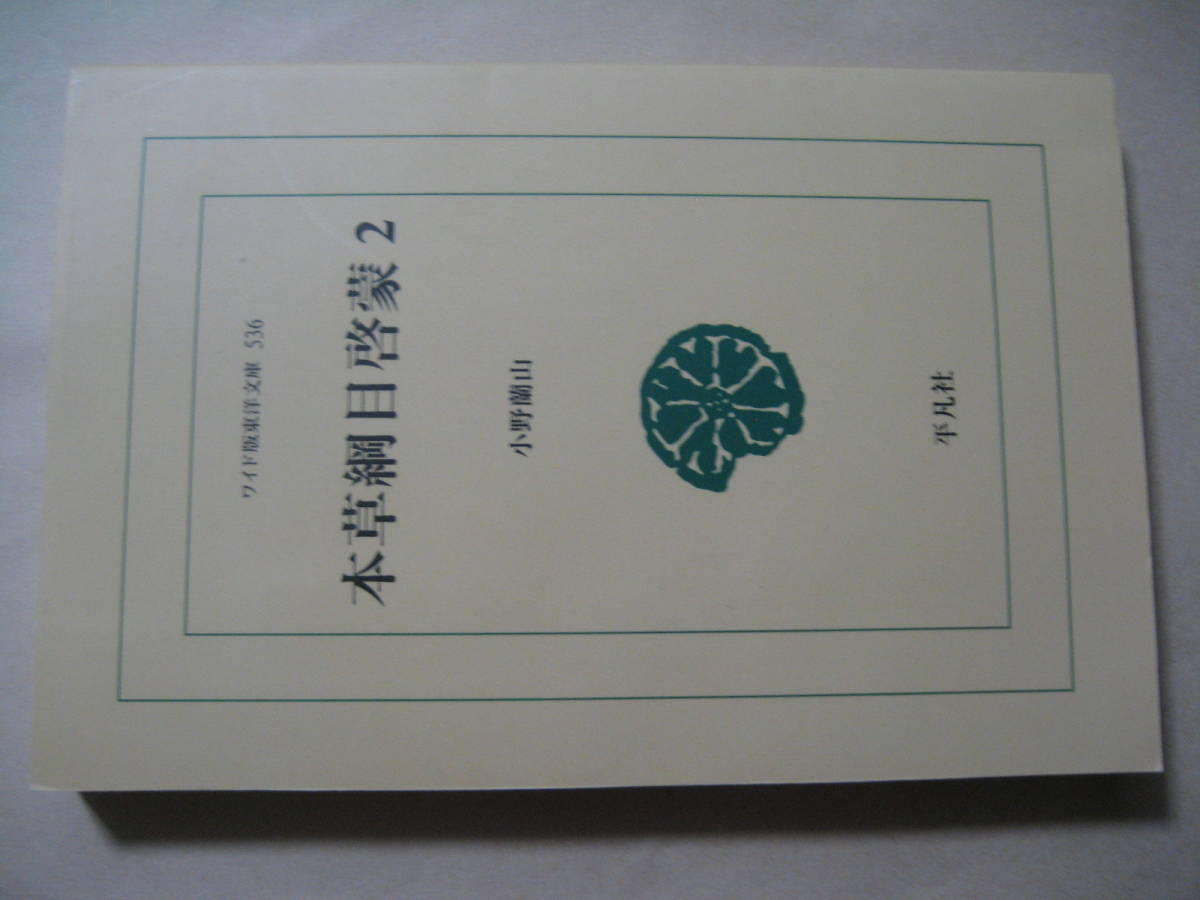 ワイド版東洋文庫 536
本草綱目啓蒙 2
小野蘭山
平凡社